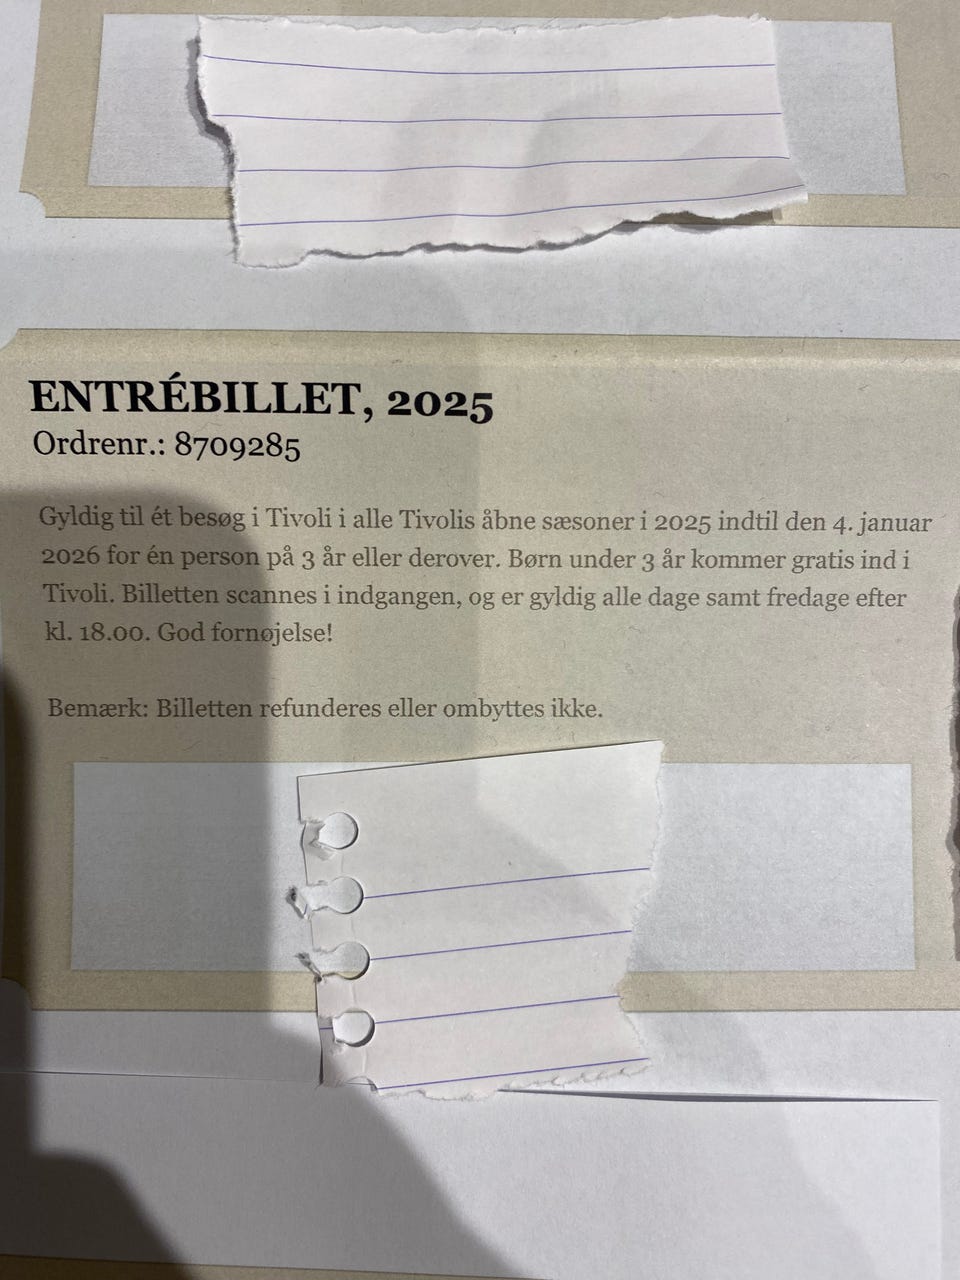 ENTRÉBILLET, 2025
Ordrenr.: 8709285
Gyldig til ét besøg i Tivoli i alle Tivolis åbne sæsoner i 2025 indtil den 4. januar
2026 for én person på 3 år eller derover. Børn under 3 år kommer gratis ind i
Tivoli. Billetten scannes i indgangen, og er gyldig alle dage samt fredage efter
kl. 18.00. God fornøjelse!
Bemærk: Billetten refunderes eller ombyttes ikke.